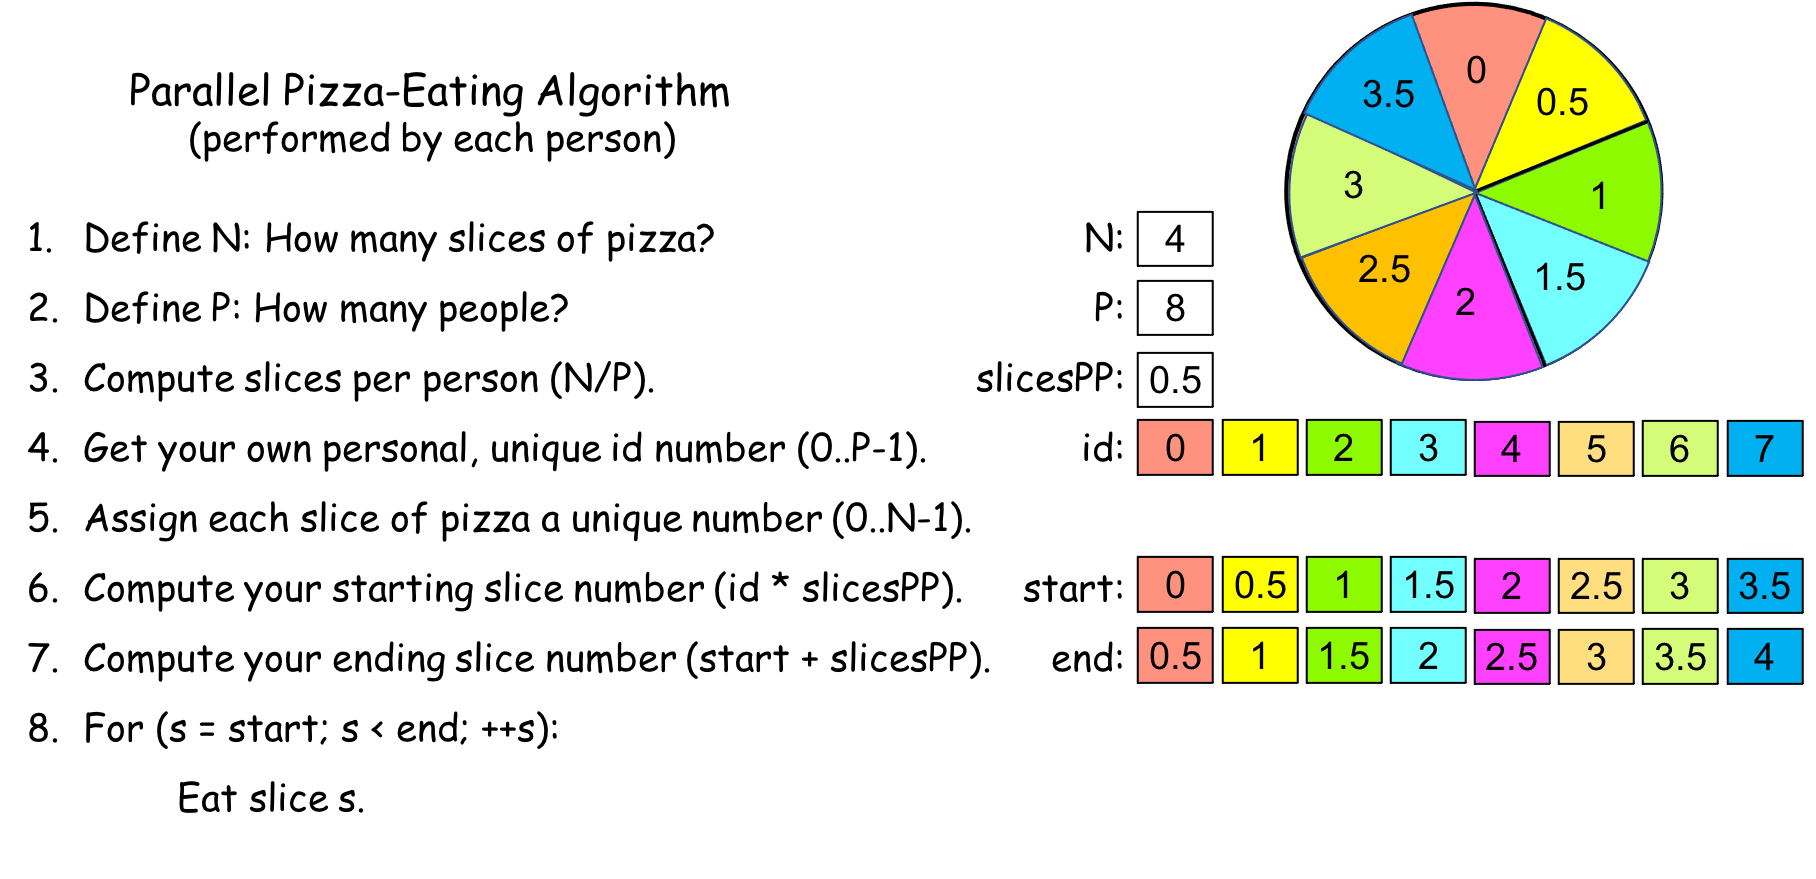 Parallel Pizza-Eating Algorithm
(performed by each person)
0
0.5
3.5
1
3
1.5
2.5
2
1. Define N: How many slices of pizza? N: 4
2. Define P: How many people? P: 8
3. Compute slices per person (N/P). slicesPP: 0.5
4. Get your own personal, unique id number (0..P-1). id: 0 1 2 3 4 5 6 7
5. Assign each slice of pizza a unique number (0..N-1).
6. Compute your starting slice number (id * slicesPP). start: 0 0.5 1 1.5 2 2.5 3 3.5
7. Compute your ending slice number (start + slicesPP). end: 0.5 1 1.5 2 2.5 3 3.5 4
8. For (s = start; s < end; ++s):
Eat slice s.